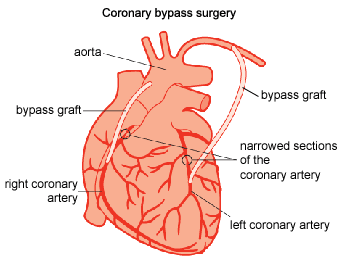 Coronary bypass surgery
aorta
bypass graft
bypass graft
narrowed sections
of the
coronary artery
right coronary
artery
left coronary artery